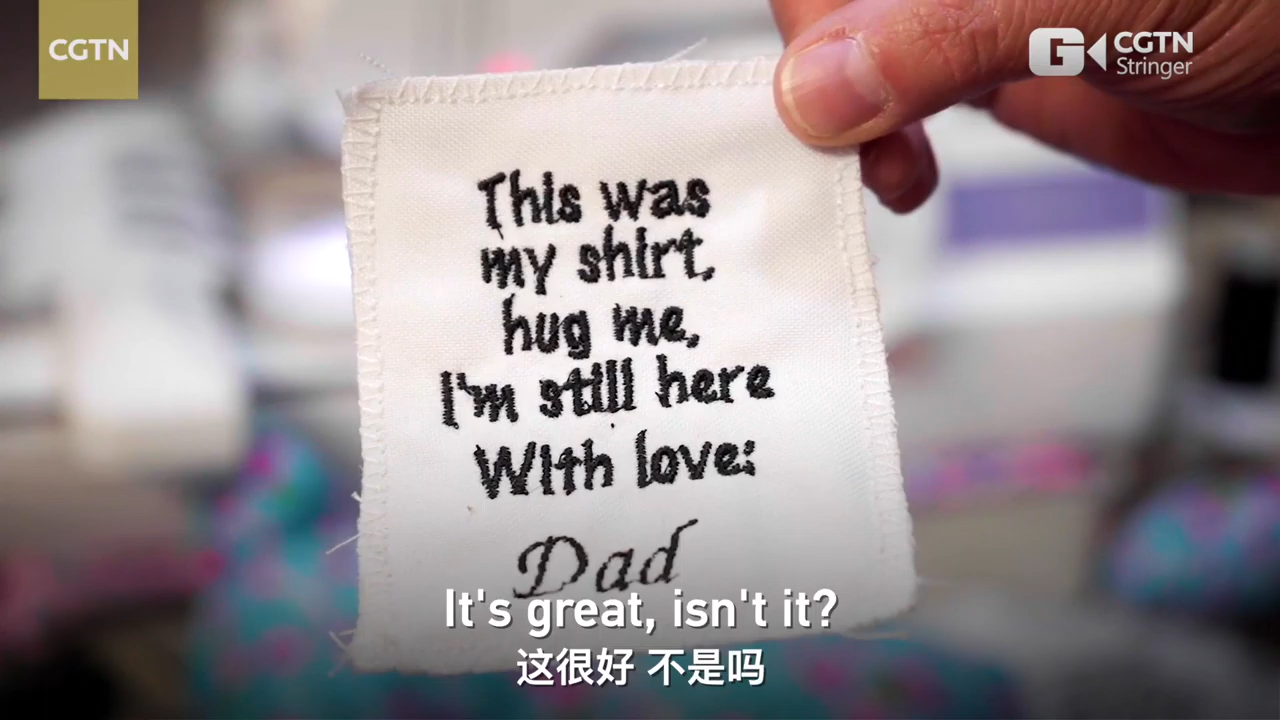 CGTN
CGTN
Stringer
This was
my shirt,
hug me,
I'm still here
With love:
Dad
It's great, isn't it?
这很好 不是吗